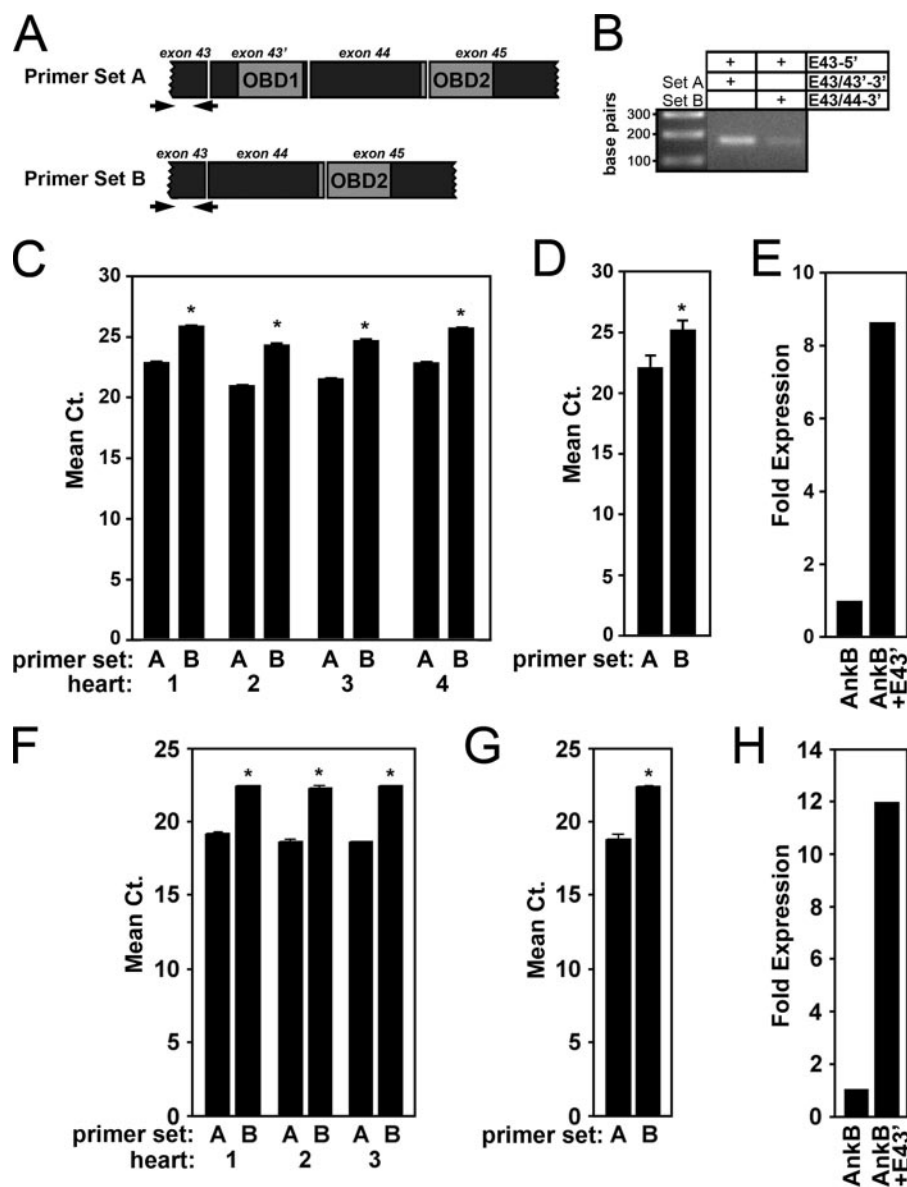 A
exon 43 exon 43' exon 44 exon 45
Primer Set A OBD1 OBD2
exon 43 exon 44 exon 45
Primer Set B OBD2
B
+ + E43-5'
Set A + E43/43'-3'
Set B + E43/44-3'
base pairs
300
200
100
C
Mean Ct.
30
25
20
15
10
5
0
* * * *
primer set: A B A B A B A B
heart: 1 2 3 4
D
Mean Ct.
30
25
20
15
10
5
0
*
primer set: A B
E
Fold Expression
10
8
6
4
2
0
AnkB
AnkB
+E43'
F
Mean Ct.
25
20
15
10
5
0
* * *
primer set: A B A B A B
heart: 1 2 3
G
Mean Ct.
25
20
15
10
5
0
*
primer set: A B
H
Fold Expression
14
12
10
8
6
4
2
0
AnkB
AnkB
+E43'